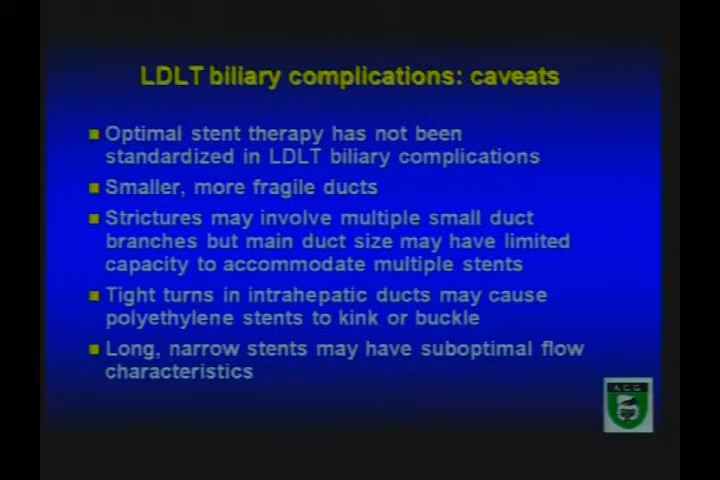 LDLT biliary complications: caveats
Optimal stent therapy has not been
standardized in LDLT biliary complications
Smaller, more fragile ducts
Strictures may involve multiple small duct
branches but main duct size may have limited
capacity to accommodate multiple stents
Tight turns in intrahepatic ducts may cause
polyethylene stents to kink or buckle
Long, narrow stents may have suboptimal flow
characteristics
A.C.G.